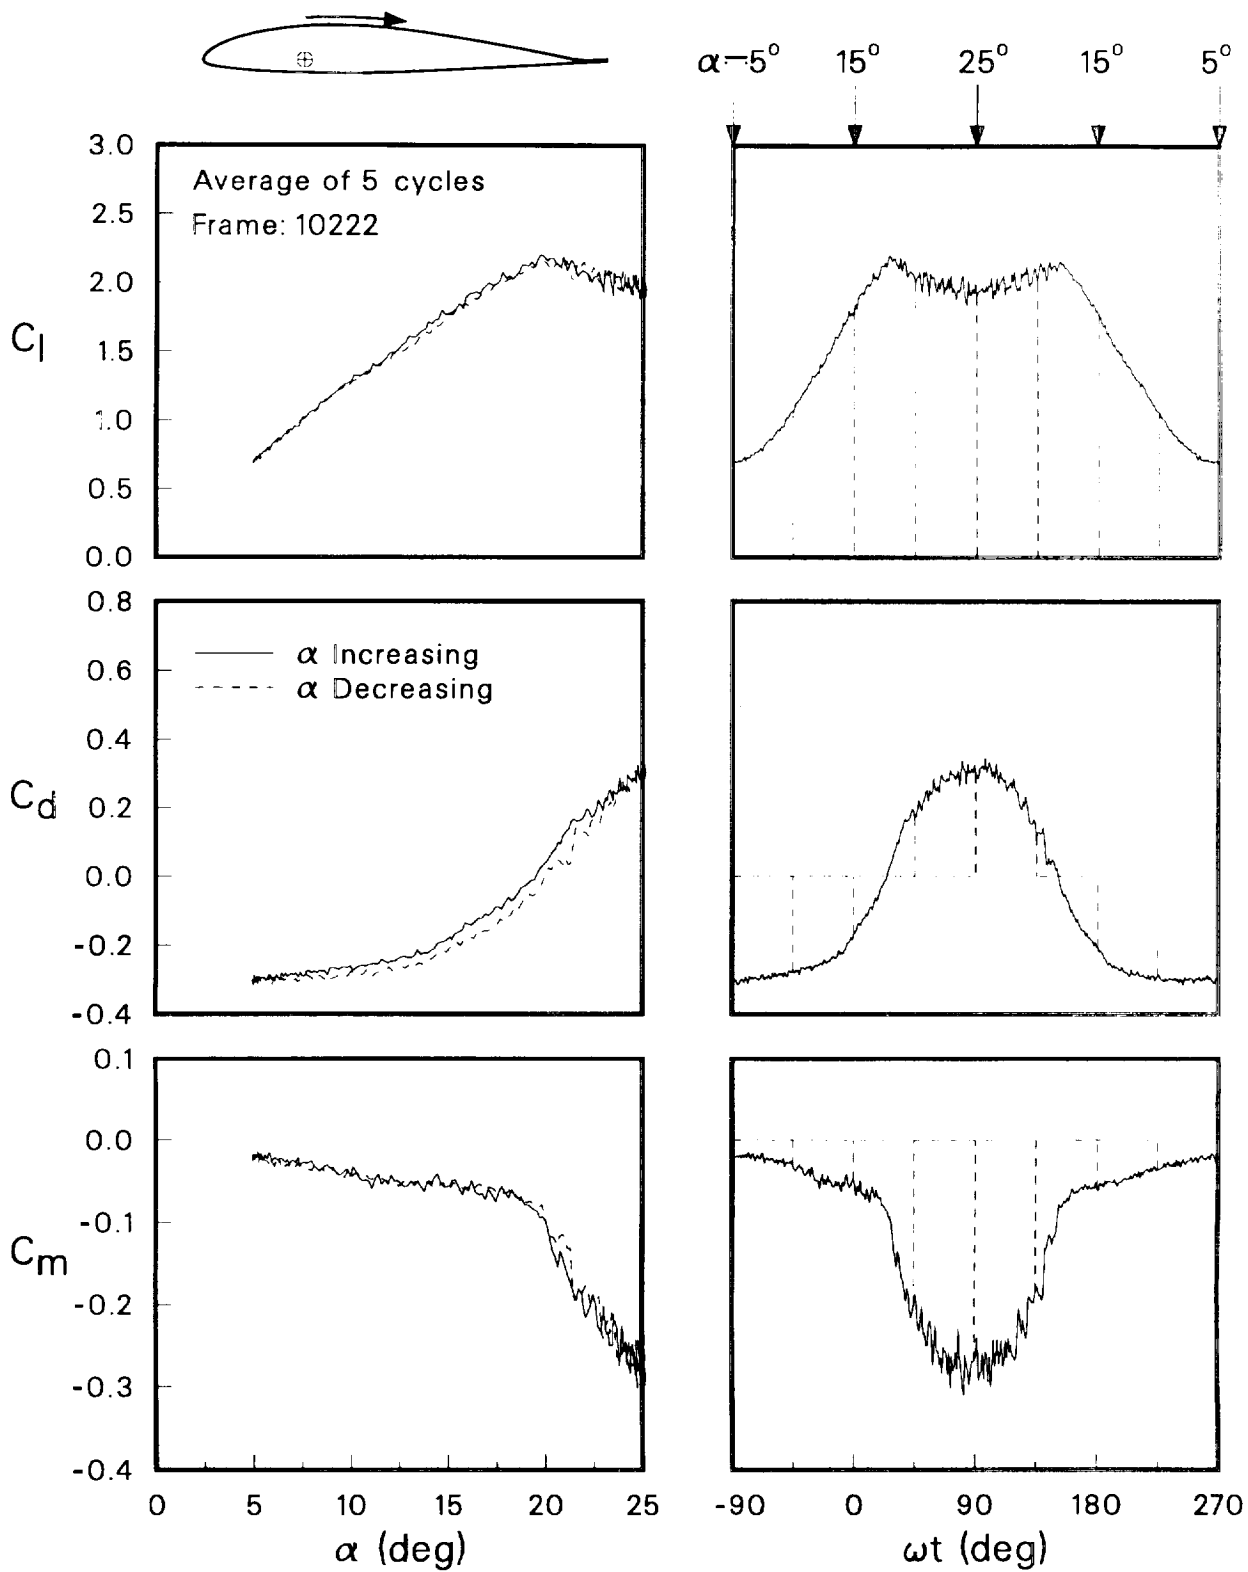 α=5° 15° 25° 15° 5°
3.0
Average of 5 cycles
2.5
Frame: 10222
2.0
C_l
1.5
1.0
0.5
0.0
0.8
α Increasing
0.6
α Decreasing
0.4
C_d
0.2
0.0
-0.2
-0.4
0.1
0.0
-0.1
C_m
-0.2
-0.3
-0.4
0 5 10 15 20 25
-90 0 90 180 270
α (deg)
ωt (deg)